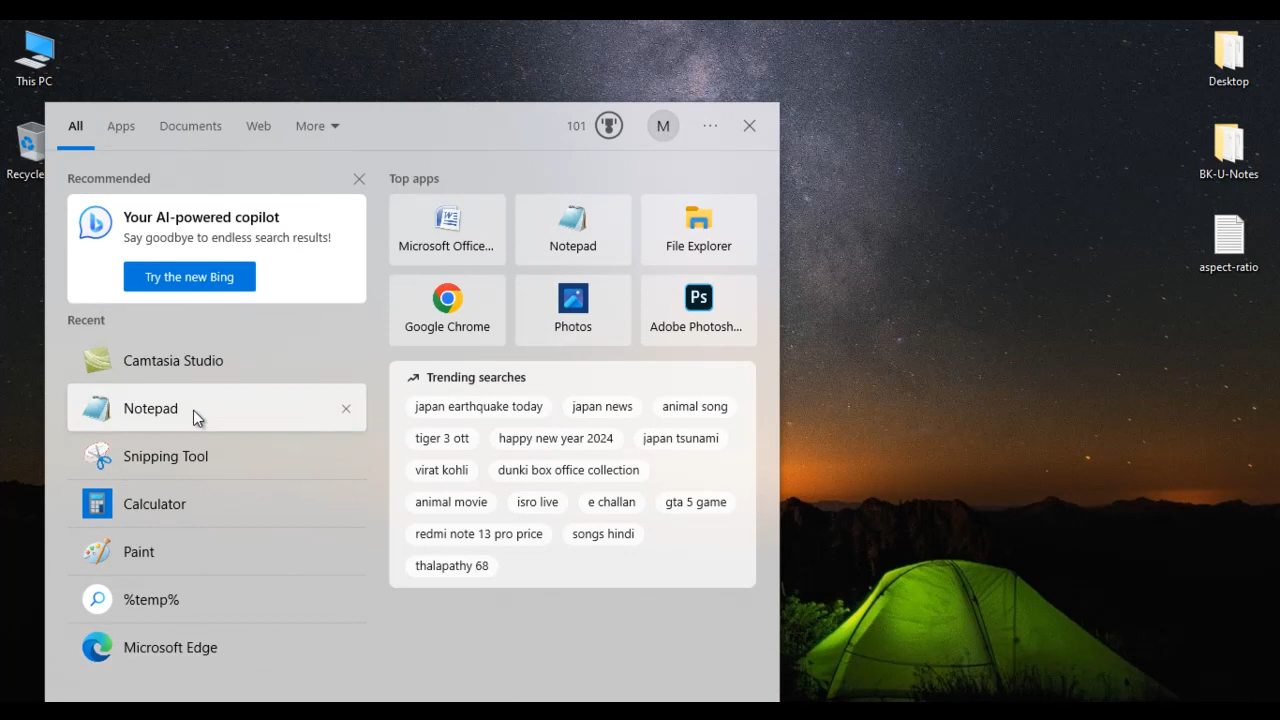 This PC
Recycle
All Apps Documents Web More 101 M
Recommended
Your AI-powered copilot
Say goodbye to endless search results!
Try the new Bing
Recent
Camtasia Studio
Notepad
Snipping Tool
Calculator
Paint
%temp%
Microsoft Edge
Top apps
Microsoft Office... Notepad File Explorer
Ps
Google Chrome Photos Adobe Photosh...
Trending searches
japan earthquake today japan news animal song
tiger 3 ott happy new year 2024 japan tsunami
virat kohli dunki box office collection
animal movie isro live e challan gta 5 game
redmi note 13 pro price songs hindi
thalapathy 68
Desktop
BK-U-Notes
aspect-ratio